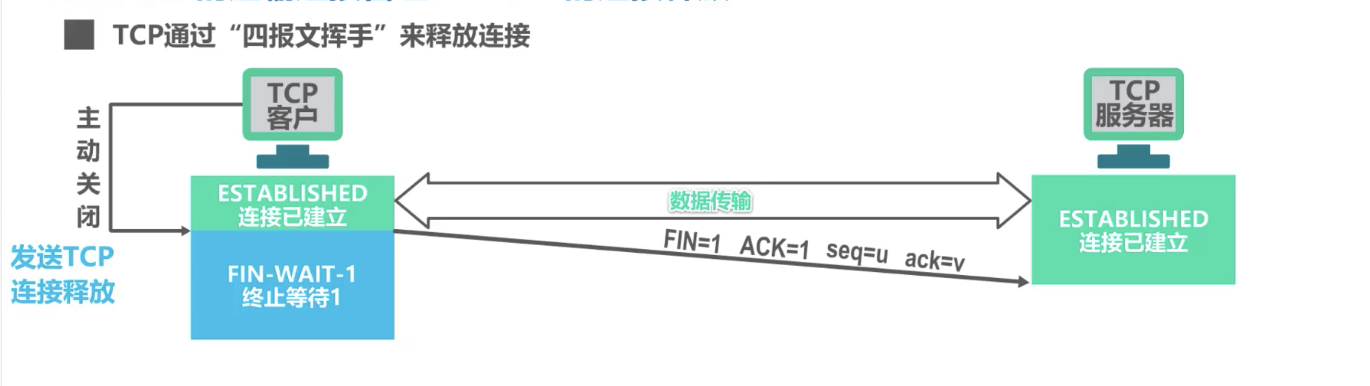 TCP通过“四报文挥手”来释放连接
TCP
客户
TCP
服务器
主动关闭
ESTABLISHED
连接已建立
数据传输
ESTABLISHED
连接已建立
FIN=1 ACK=1 seq=u ack=v
发送TCP
连接释放
FIN-WAIT-1
终止等待1